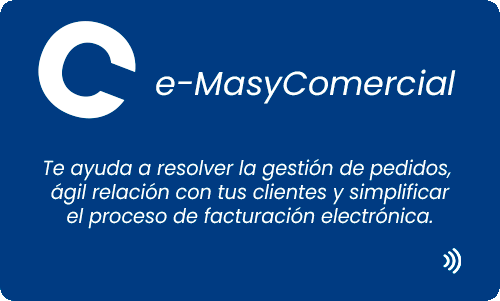 e-MasyComercial
Te ayuda a resolver la gestión de pedidos,
ágil relación con tus clientes y simplificar
el proceso de facturación electrónica.